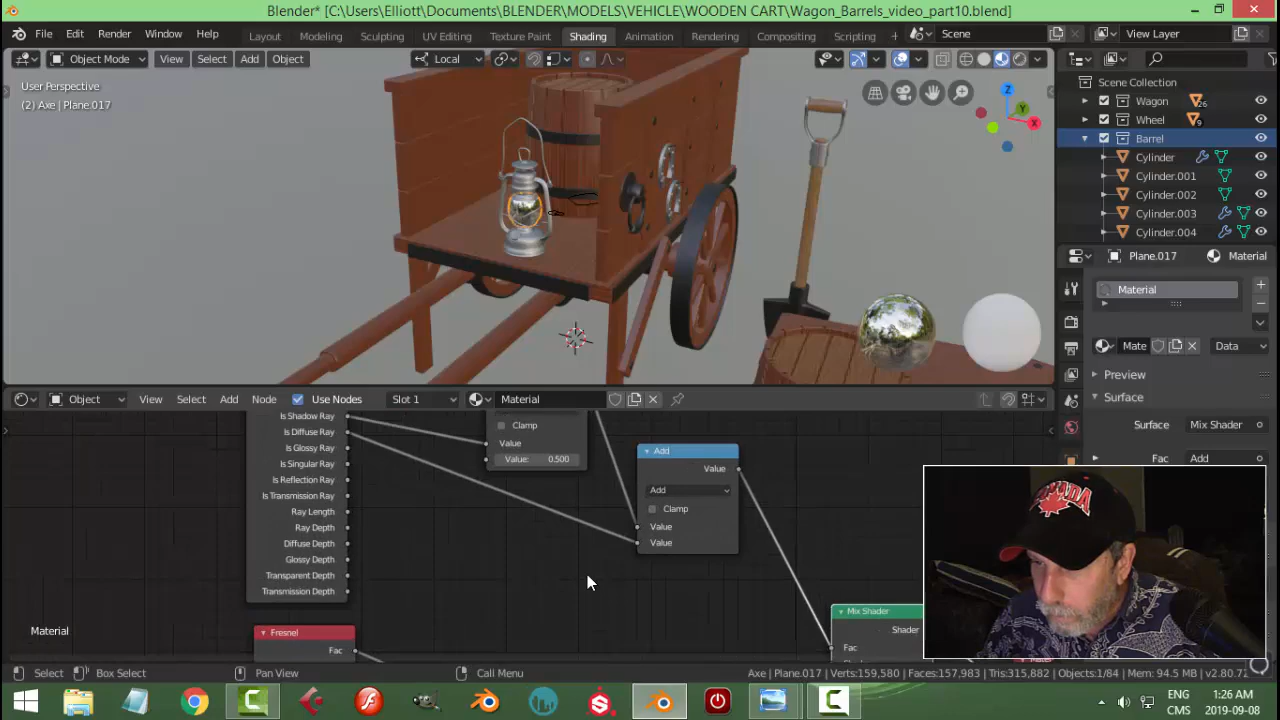 Blender* [C:\Users\Elliott\Documents\BLENDER\MODELS\VEHICLE\WOODEN CART\Wagon_Barrels_video_part10.blend]
File Edit Render Window Help Layout Modeling Sculpting UV Editing Texture Paint Shading Animation Rendering Compositing Scripting + Scene View Layer
Object Mode View Select Add Object Local
User Perspective
(2) Axe | Plane.017
Z
Y
X
Scene Collection
Wagon 26
Wheel 9
Barrel
Cylinder
Cylinder.001
Cylinder.002
Cylinder.003
Cylinder.004
Plane.017 Material
Material
Mate Data
Preview
Surface
Surface Mix Shader
Fac Add
Object View Select Add Node Use Nodes Slot 1 Material
Is Shadow Ray
Is Diffuse Ray
Is Glossy Ray
Is Singular Ray
Is Reflection Ray
Is Transmission Ray
Ray Length
Ray Depth
Diffuse Depth
Glossy Depth
Transparent Depth
Transmission Depth
Fresnel
Fac
Clamp
Value
Value: 0.500
Add
Value
Add
Clamp
Value
Value
Mix Shader
Shader
Fac
Material
CANADA
Select Box Select Pan View Call Menu Axe | Plane.017 | Verts:159,580 | Faces:157,983 | Tris:315,882 | Objects:1/84 | Mem: 94.5 MB | v2.80.71
ENG
CMS
1:26 AM
2019-09-08